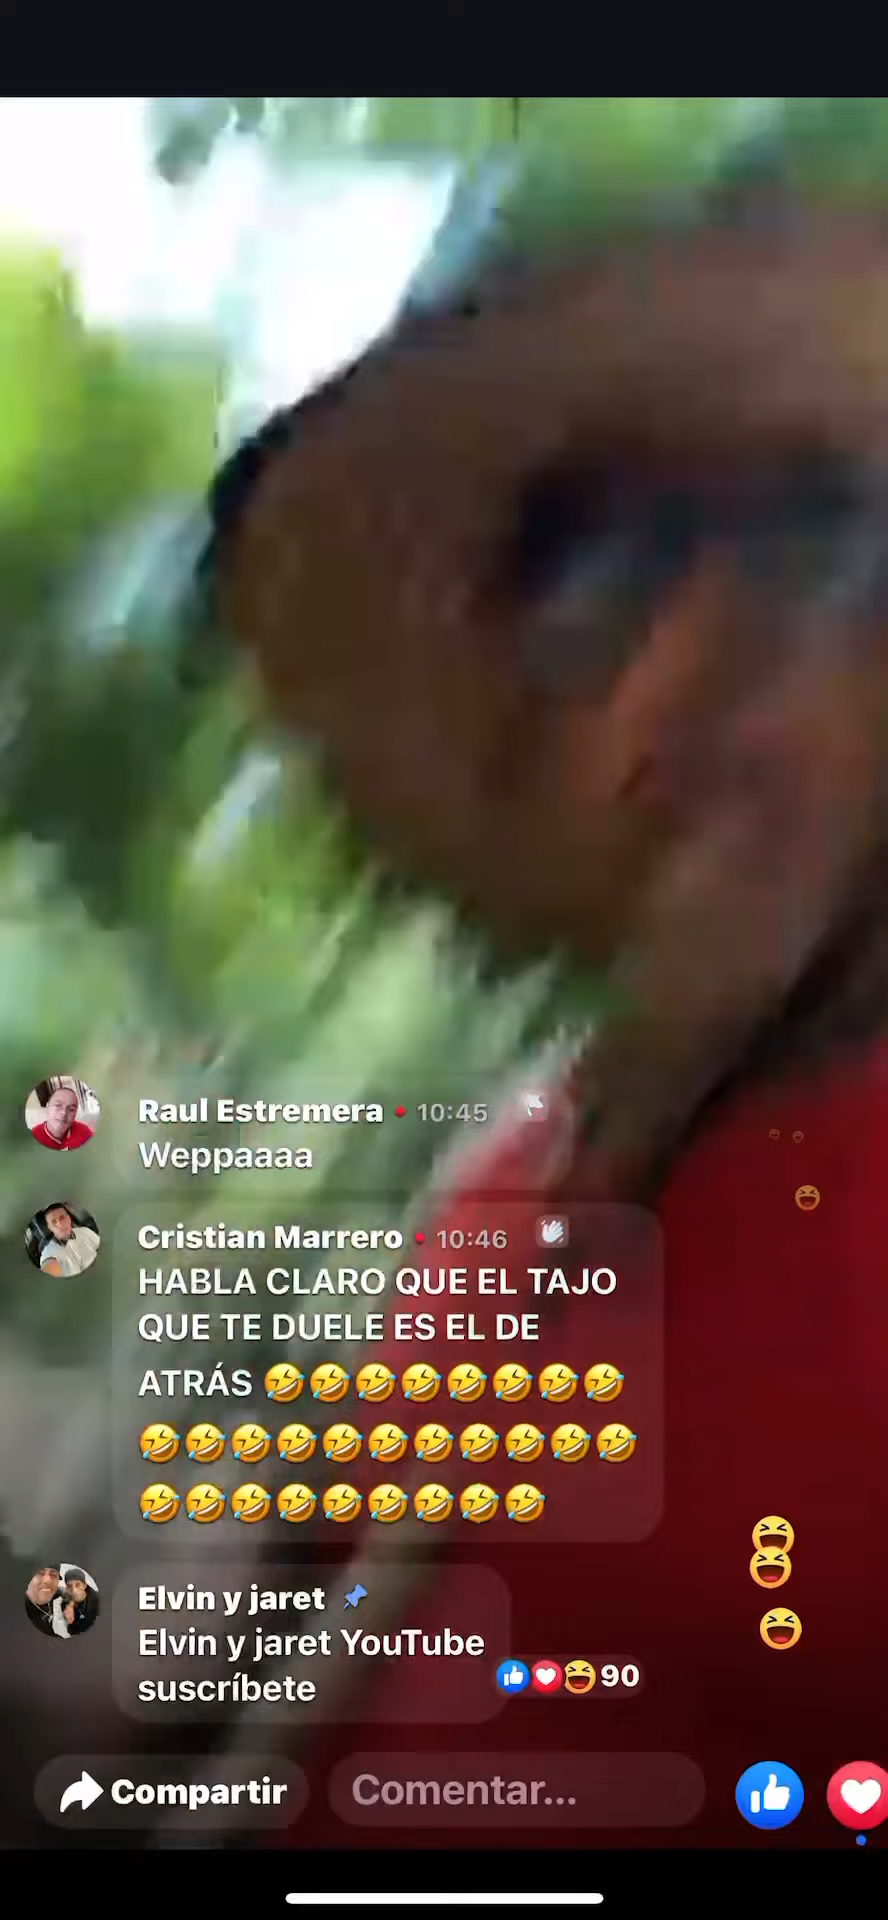 Raul Estremera • 10:45
Weppaaaa
Cristian Marrero • 10:46
HABLA CLARO QUE EL TAJO
QUE TE DUELE ES EL DE
ATRÁS 🤣🤣🤣🤣🤣🤣🤣🤣
🤣🤣🤣🤣🤣🤣🤣🤣🤣🤣🤣
🤣🤣🤣🤣🤣🤣🤣🤣🤣
Elvin y jaret 📌
Elvin y jaret YouTube
suscríbete
90
Compartir
Comentar...